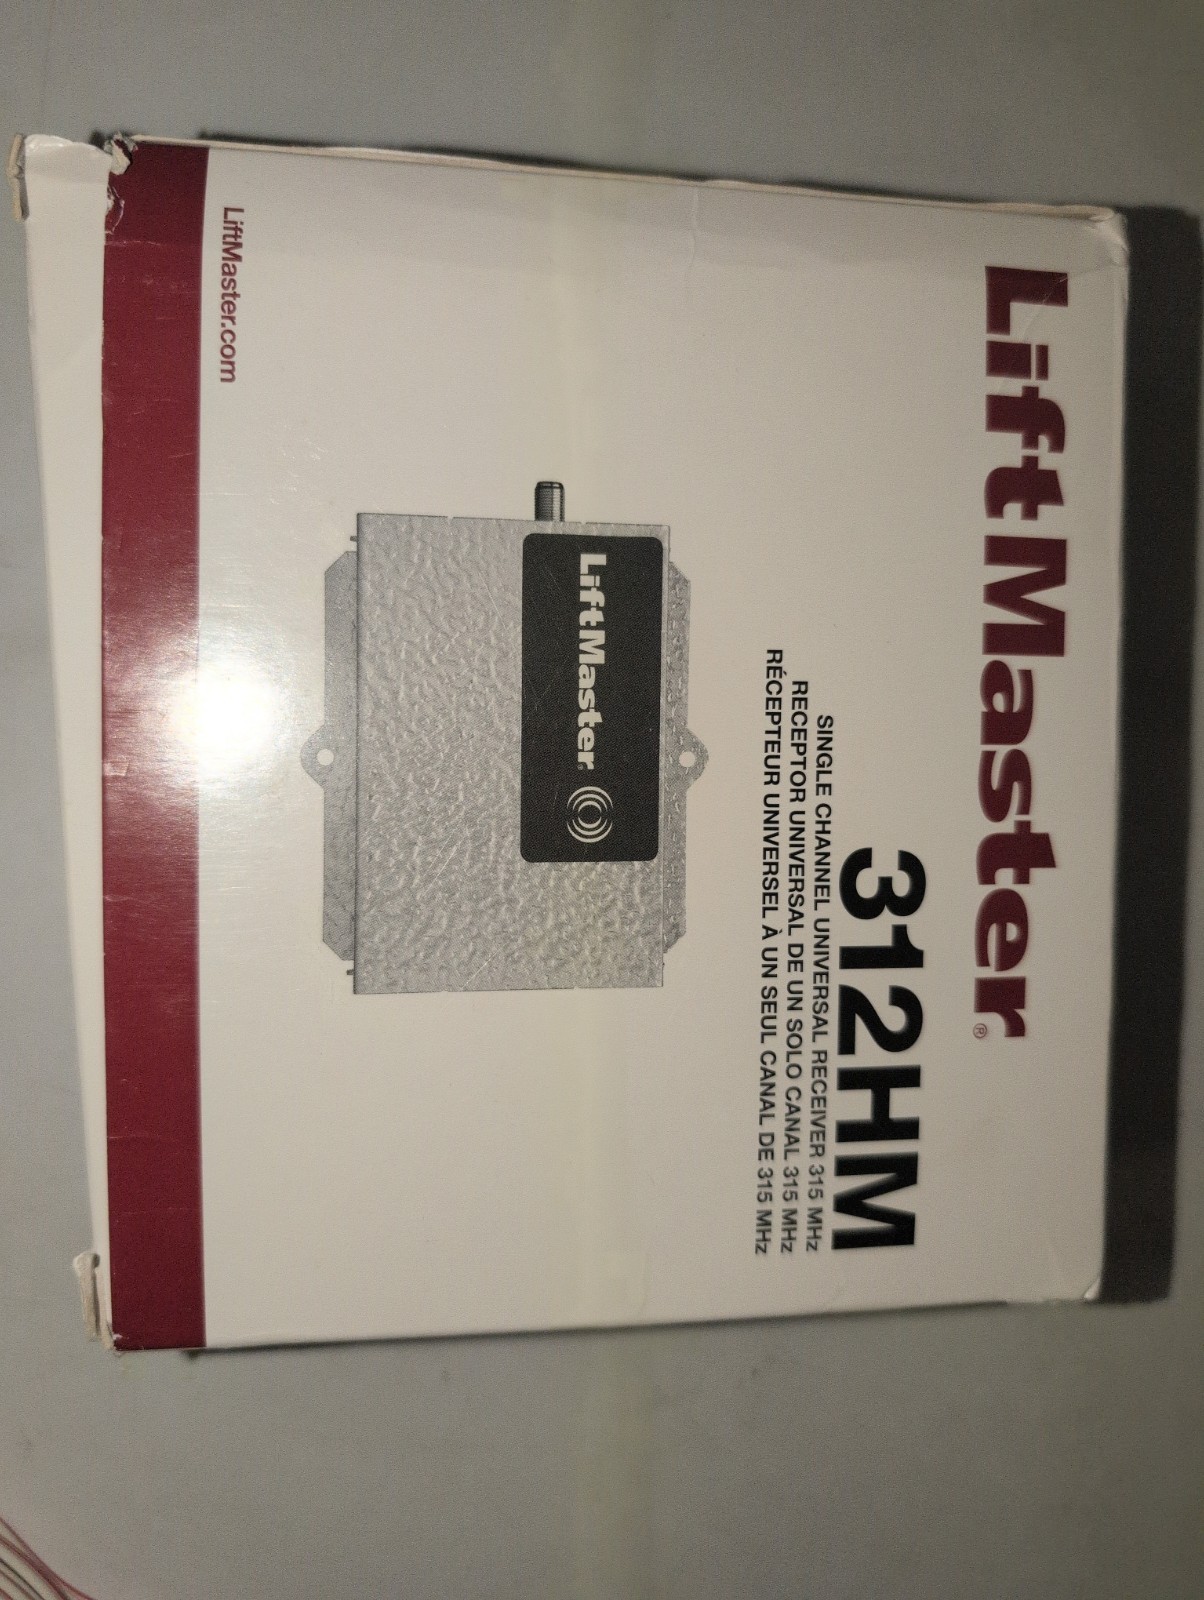 LiftMaster®
312HM
SINGLE CHANNEL UNIVERSAL RECEIVER 315 MHz
RECEPTOR UNIVERSAL DE UN SOLO CANAL 315 MHz
RÉCEPTEUR UNIVERSEL À UN SEUL CANAL DE 315 MHz
LiftMaster
LiftMaster.com